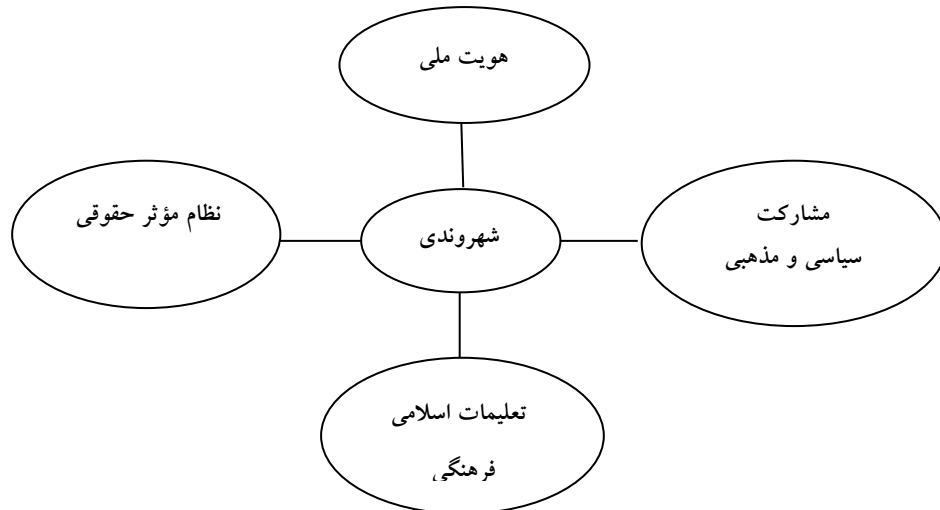 هویت ملی
نظام مؤثر حقوقی
شهروندی
مشارکت
سیاسی و مذهبی
تعلیمات اسلامی
فرهنگی